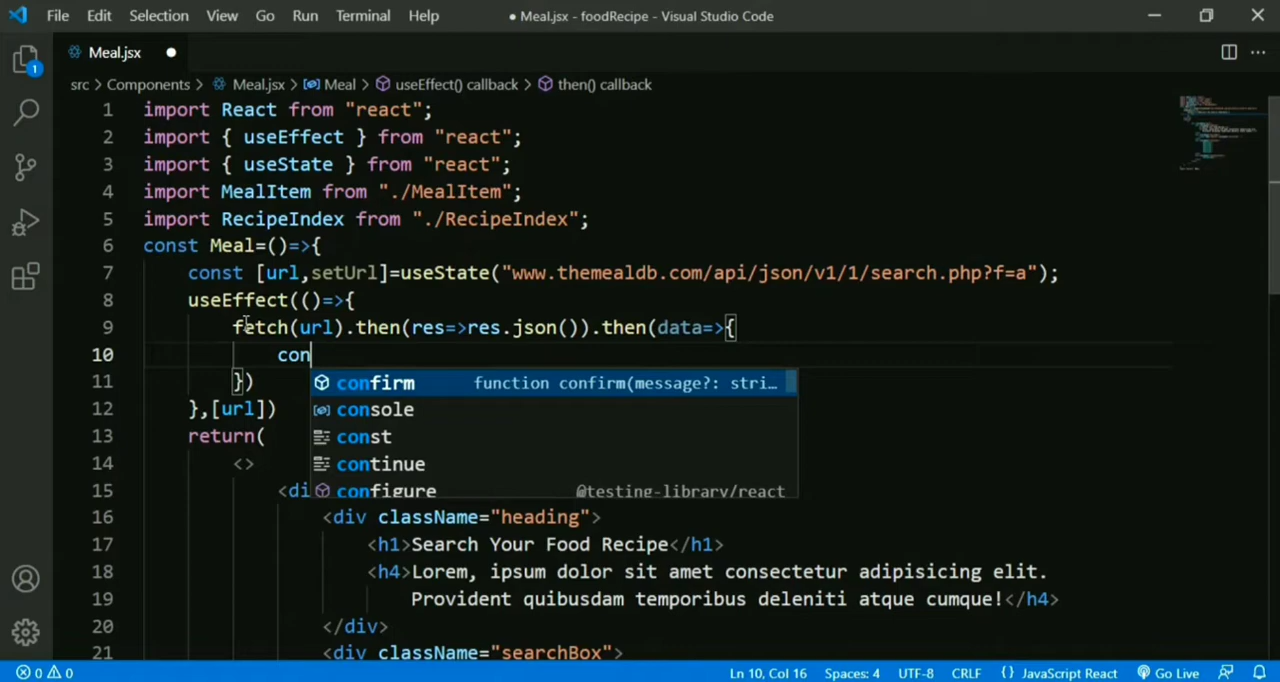 File Edit Selection View Go Run Terminal Help ● Meal.jsx - foodRecipe - Visual Studio Code
Meal.jsx ●
1
src > Components > Meal.jsx > Meal > useEffect() callback > then() callback
1 import React from "react";
2 import { useEffect } from "react";
3 import { useState } from "react";
4 import MealItem from "./MealItem";
5 import RecipeIndex from "./RecipeIndex";
6 const Meal=()=>{
7 const [url,setUrl]=useState("www.themealdb.com/api/json/v1/1/search.php?f=a");
8 useEffect(()=>{
9 fetch(url).then(res=>res.json()).then(data=>{
10 con
confirm function confirm(message?: stri…
11 })
console
12 },[url])
const
13 return(
continue
14 <>
configure @testing-library/react
15 <di
16 <div className="heading">
17 <h1>Search Your Food Recipe</h1>
18 <h4>Lorem, ipsum dolor sit amet consectetur adipisicing elit.
19 Provident quibusdam temporibus deleniti atque cumque!</h4>
20 </div>
21 <div className="searchBox">
0 0 Ln 10, Col 16 Spaces: 4 UTF-8 CRLF {} JavaScript React Go Live